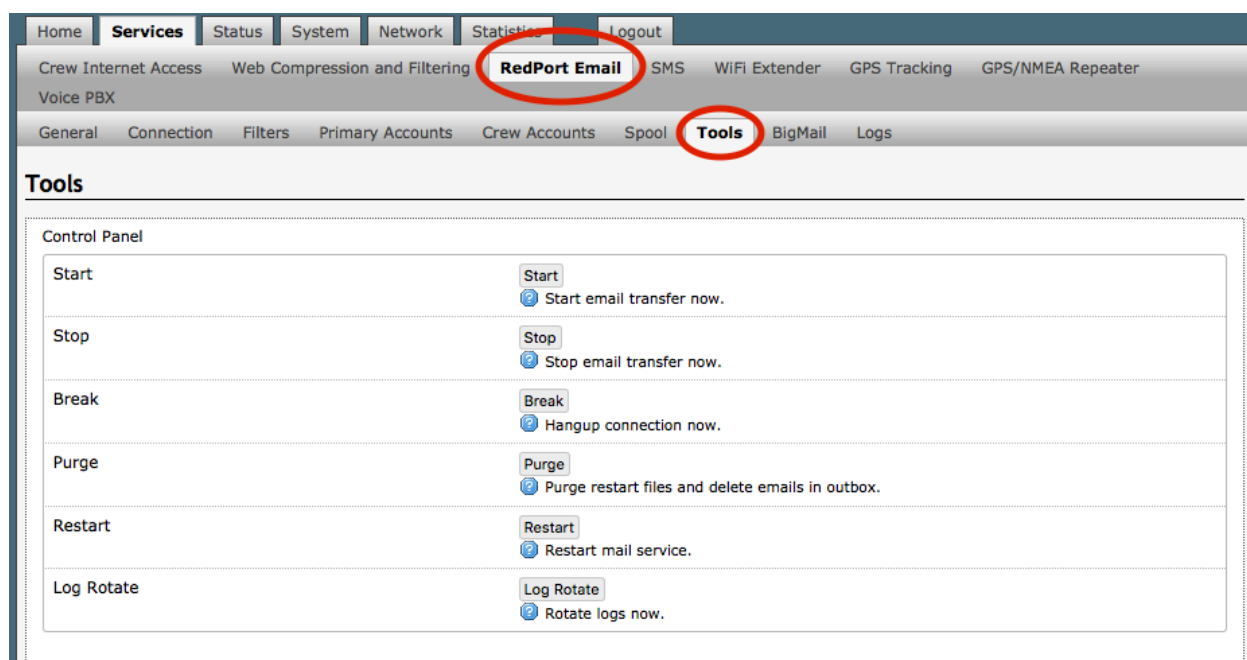 Home Services Status System Network Statistics Logout
Crew Internet Access Web Compression and Filtering RedPort Email SMS WiFi Extender GPS Tracking GPS/NMEA Repeater
Voice PBX
General Connection Filters Primary Accounts Crew Accounts Spool Tools BigMail Logs
Tools
Control Panel
Start Start
Start email transfer now.
Stop Stop
Stop email transfer now.
Break Break
Hangup connection now.
Purge Purge
Purge restart files and delete emails in outbox.
Restart Restart
Restart mail service.
Log Rotate Log Rotate
Rotate logs now.